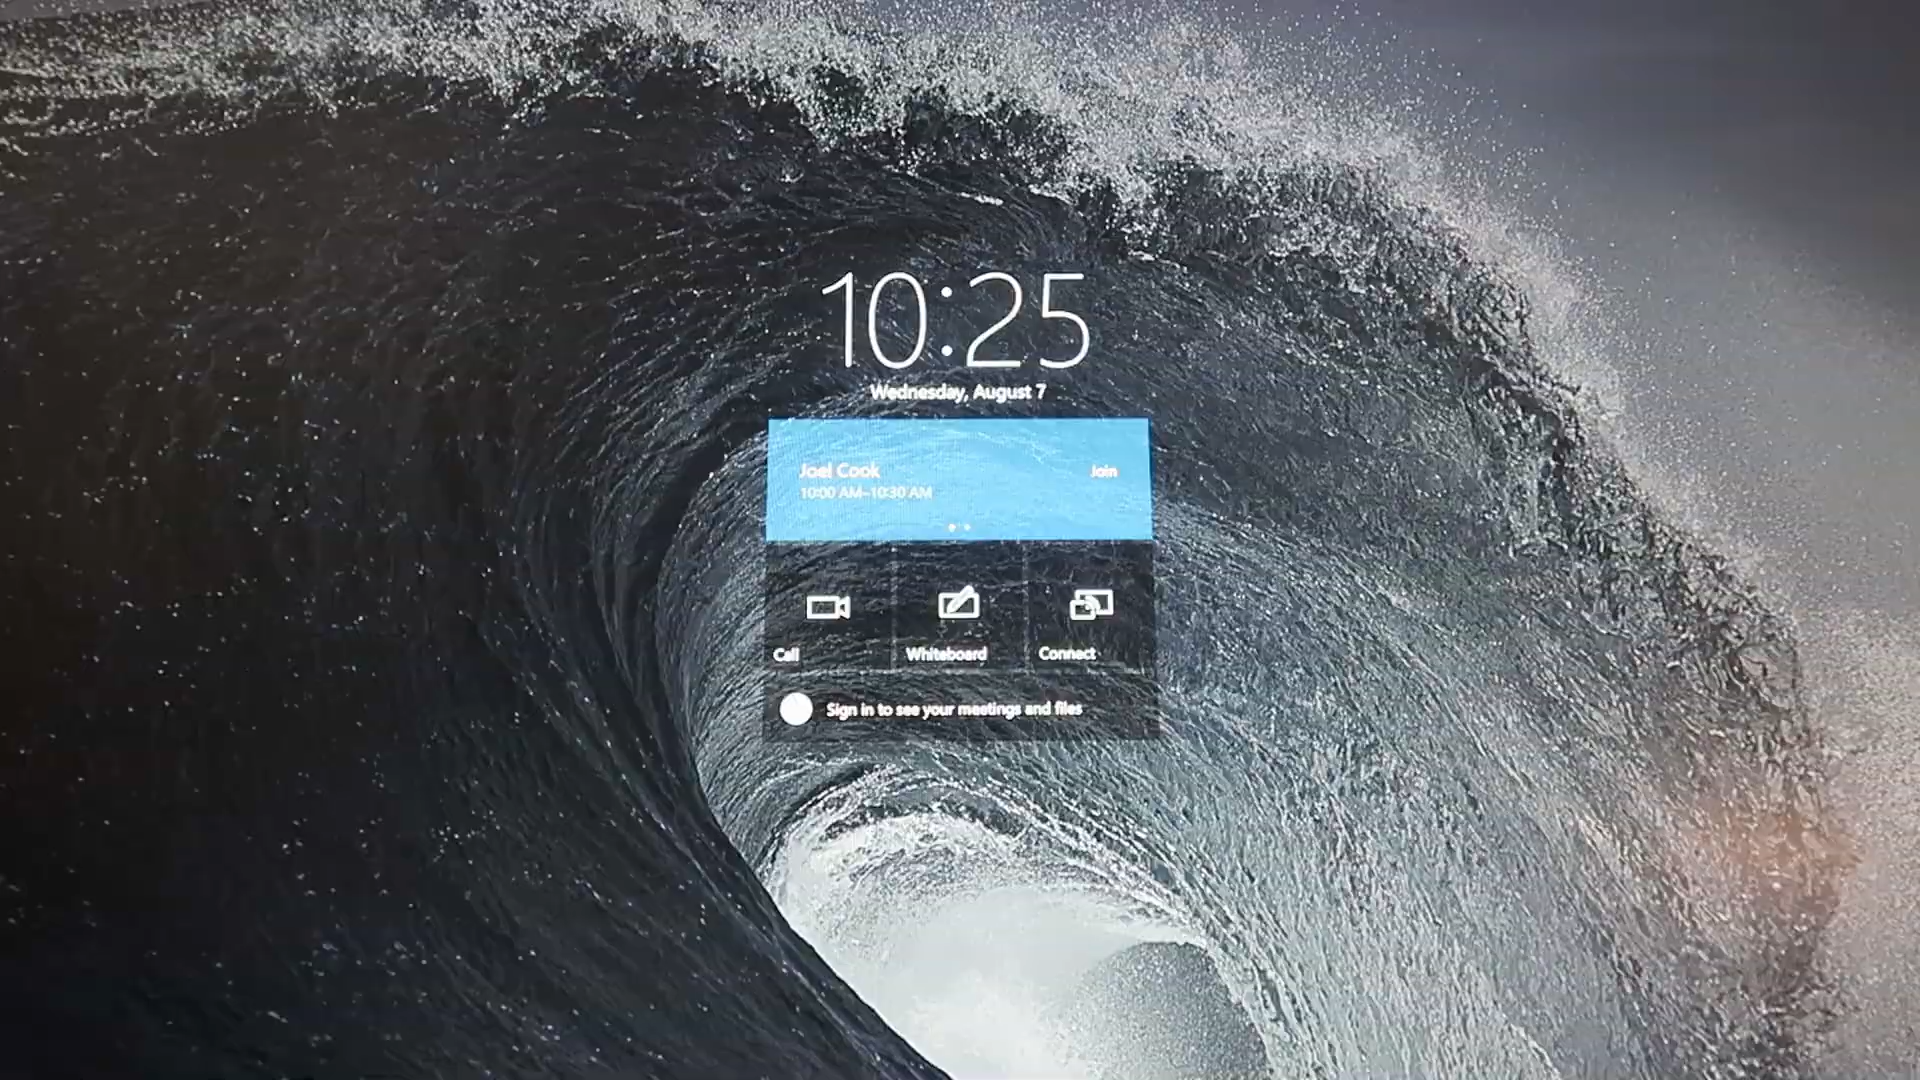 10:25
Wednesday, August 7
Joel Cook
Join
10:00 AM–10:30 AM
Call
Whiteboard
Connect
Sign in to see your meetings and files